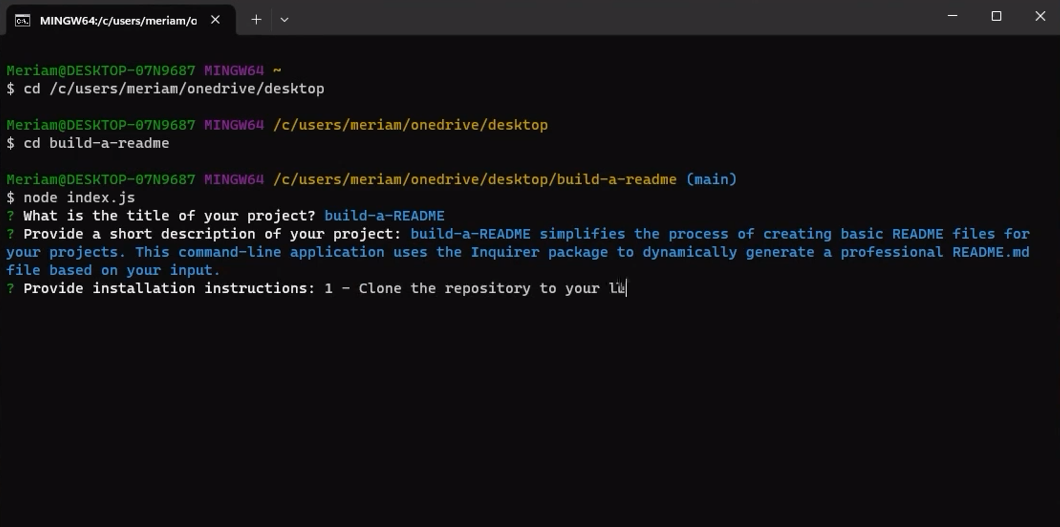 MINGW64:/c/users/meriam/o
Meriam@DESKTOP-07N9687 MINGW64 ~
$ cd /c/users/meriam/onedrive/desktop
Meriam@DESKTOP-07N9687 MINGW64 /c/users/meriam/onedrive/desktop
$ cd build-a-readme
Meriam@DESKTOP-07N9687 MINGW64 /c/users/meriam/onedrive/desktop/build-a-readme (main)
$ node index.js
? What is the title of your project? build-a-README
? Provide a short description of your project: build-a-README simplifies the process of creating basic README files for
your projects. This command-line application uses the Inquirer package to dynamically generate a professional README.md
file based on your input.
? Provide installation instructions: 1 - Clone the repository to your